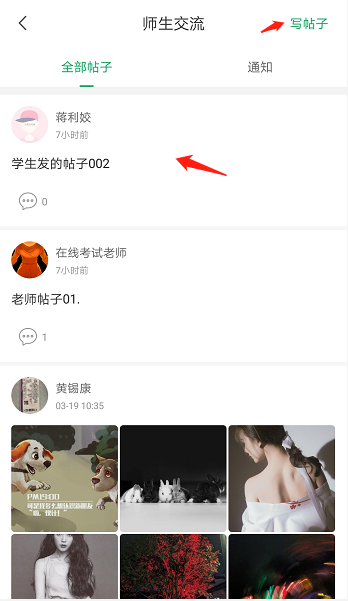 师生交流
写帖子
全部帖子
通知
蒋利姣
7小时前
学生发的帖子002
0
在线考试老师
7小时前
老师帖子01.
1
黄锡康
03-19 10:35
PM19:00